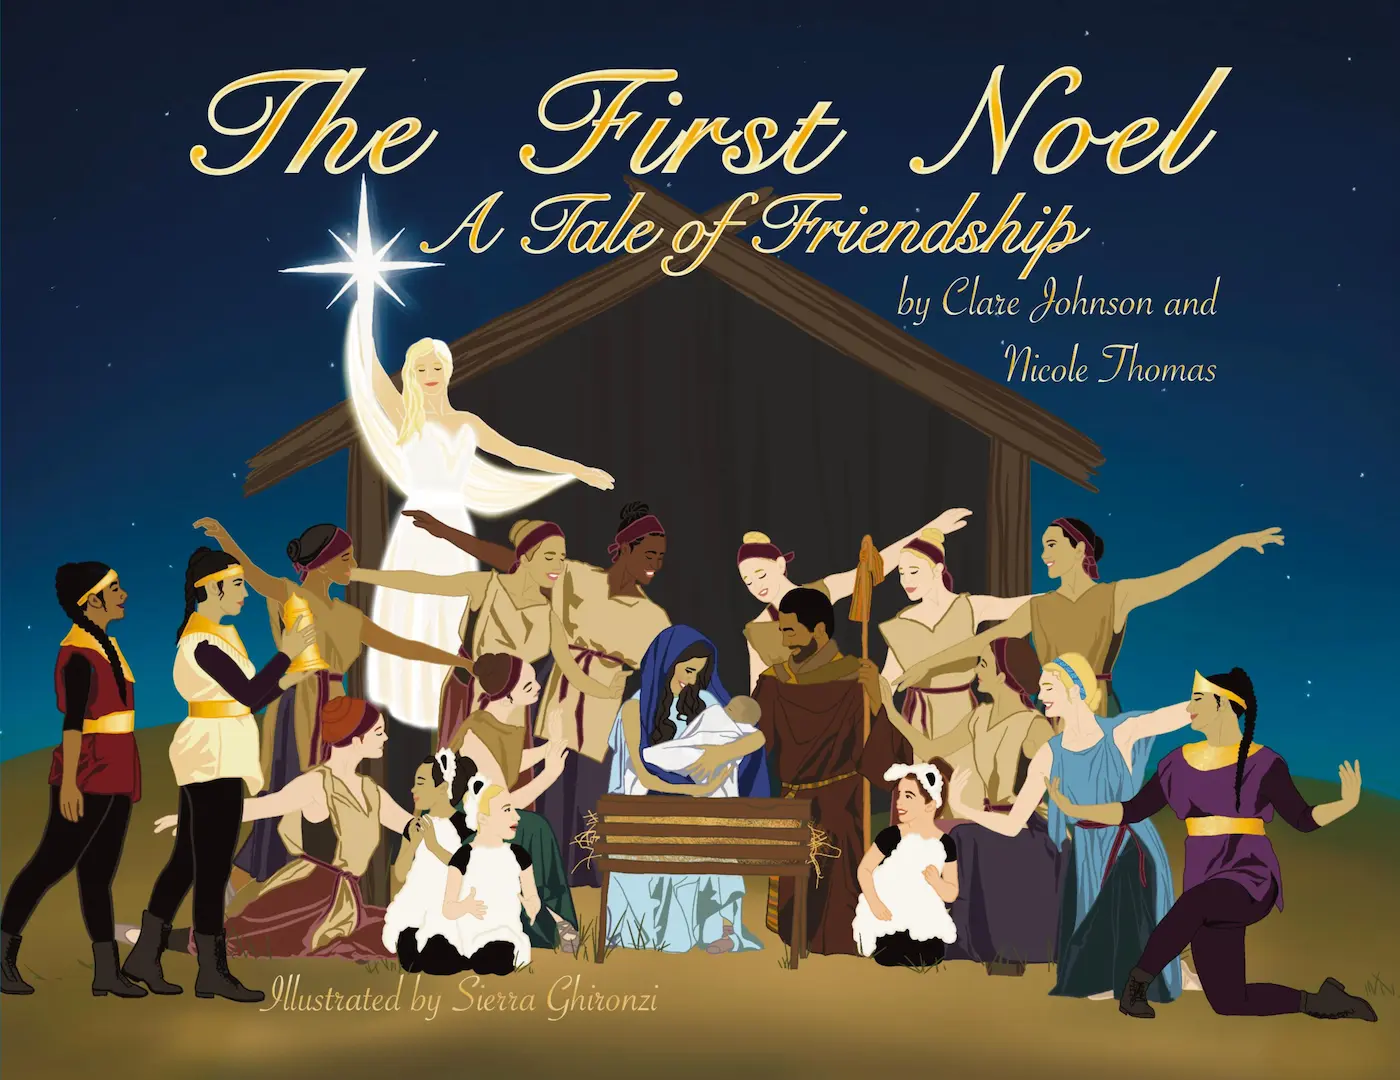 The First Noel
A Tale of Friendship
by Clare Johnson and
Nicole Thomas
Illustrated by Sierra Ghironzi